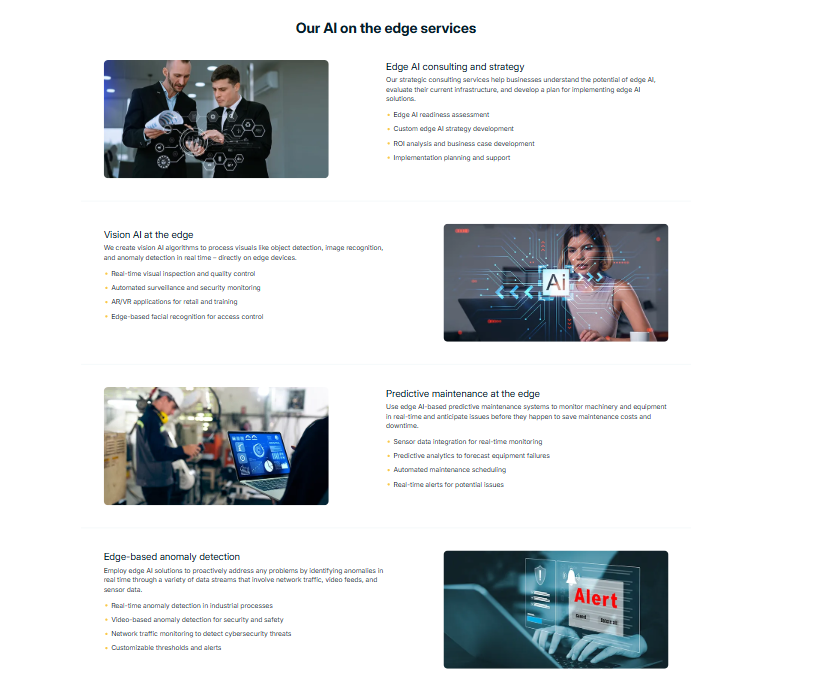 Our AI on the edge services
Edge AI consulting and strategy
Our strategic consulting services help businesses understand the potential of edge AI,
evaluate their current infrastructure, and develop a plan for implementing edge AI
solutions.
Edge AI readiness assessment
Custom edge AI strategy development
ROI analysis and business case development
Implementation planning and support
Vision AI at the edge
We create vision AI algorithms to process visuals like object detection, image recognition,
and anomaly detection in real time – directly on edge devices.
Real-time visual inspection and quality control
Automated surveillance and security monitoring
AR/VR applications for retail and training
Edge-based facial recognition for access control
Ai
Predictive maintenance at the edge
Use edge AI-based predictive maintenance systems to monitor machinery and equipment
in real-time and anticipate issues before they happen to save maintenance costs and
downtime.
Sensor data integration for real-time monitoring
Predictive analytics to forecast equipment failures
Automated maintenance scheduling
Real-time alerts for potential issues
Edge-based anomaly detection
Employ edge AI solutions to proactively address any problems by identifying anomalies in
real time through a variety of data streams that involve network traffic, video feeds, and
sensor data.
Real-time anomaly detection in industrial processes
Video-based anomaly detection for security and safety
Network traffic monitoring to detect cybersecurity threats
Customizable thresholds and alerts
Alert